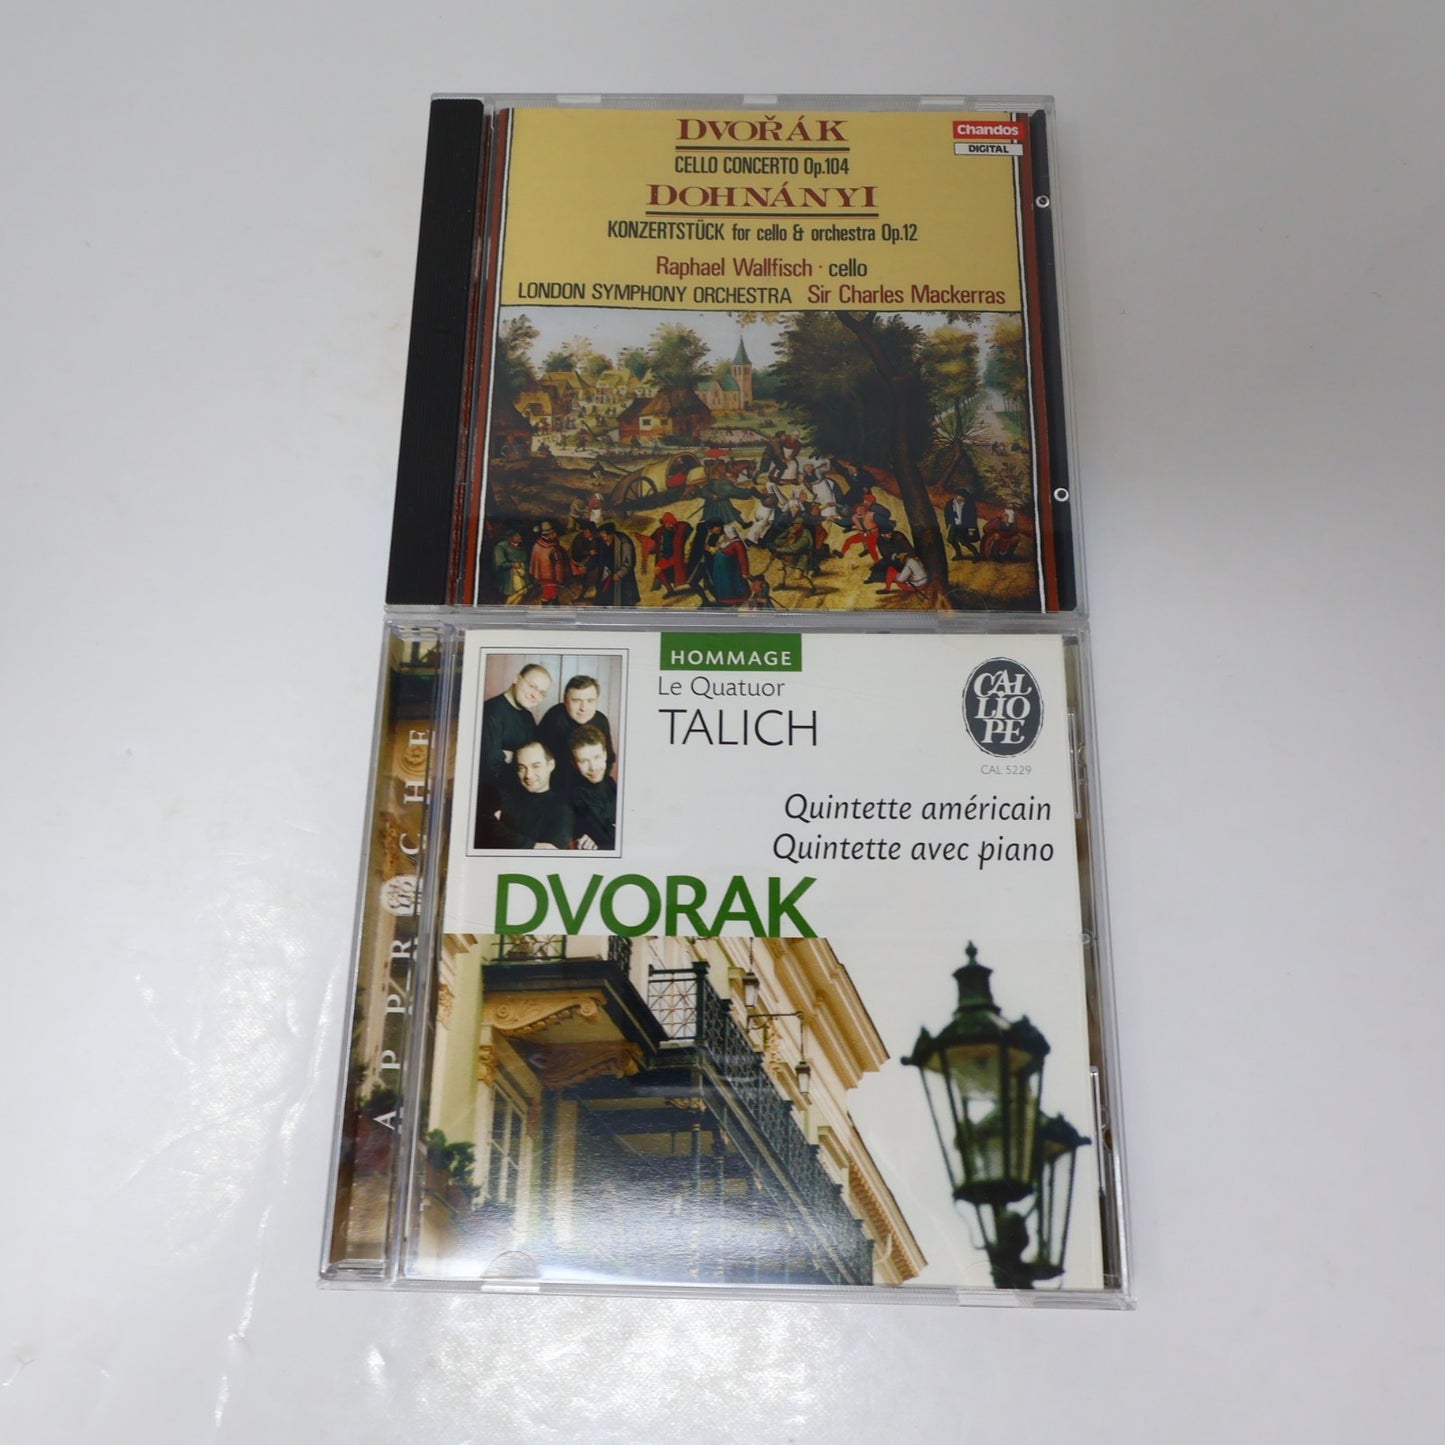 DVOŘÁK
CELLO CONCERTO Op.104
DOHNÁNYI
KONZERTSTÜCK for cello & orchestra Op.12
Raphael Wallfisch · cello
LONDON SYMPHONY ORCHESTRA Sir Charles Mackerras
Chandos
DIGITAL
HOMMAGE
Le Quatuor
TALICH
CAL
LIO
PE
CAL 5229
Quintette américain
Quintette avec piano
DVORAK
APPROCHE